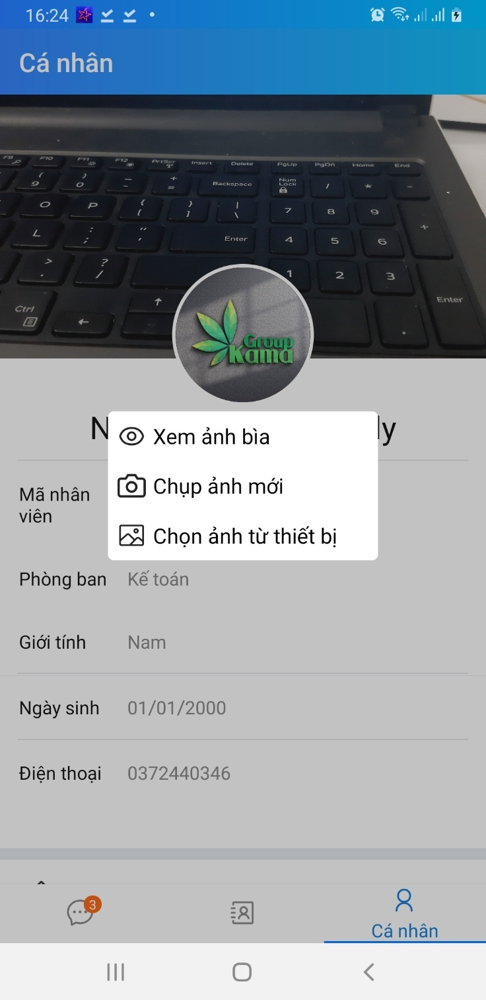 16:24
Cá nhân
F9 F10 F11 F12 PrtScr Insert Delete PgUp PgDn Home End
( ) _ + Backspace Num Lock / * -
9 0 - =
O P { [ } ] | \ 7 8 9 +
L : ; " ' Enter 4 5 6
> . ? / 1 2 3
Ctrl Enter
.
Group
Kama
N ly
Xem ảnh bìa
Chụp ảnh mới
Chọn ảnh từ thiết bị
Mã nhân
viên
Phòng ban Kế toán
Giới tính Nam
Ngày sinh 01/01/2000
Điện thoại 0372440346
3
Cá nhân